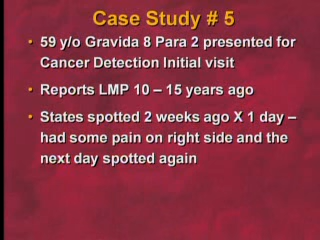 Case Study # 5
• 59 y/o Gravida 8 Para 2 presented for
Cancer Detection Initial visit
• Reports LMP 10 – 15 years ago
• States spotted 2 weeks ago X 1 day –
had some pain on right side and the
next day spotted again